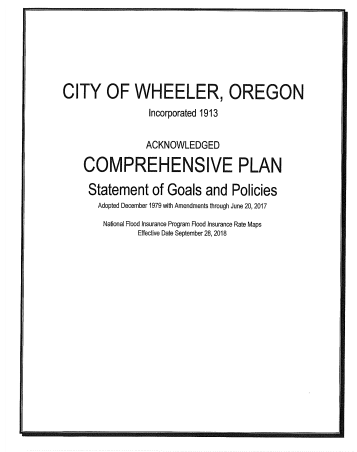 CITY OF WHEELER, OREGON
Incorporated 1913
ACKNOWLEDGED
COMPREHENSIVE PLAN
Statement of Goals and Policies
Adopted December 1979 with Amendments through June 20, 2017
National Flood Insurance Program Flood Insurance Rate Maps
Effective Date September 28, 2018